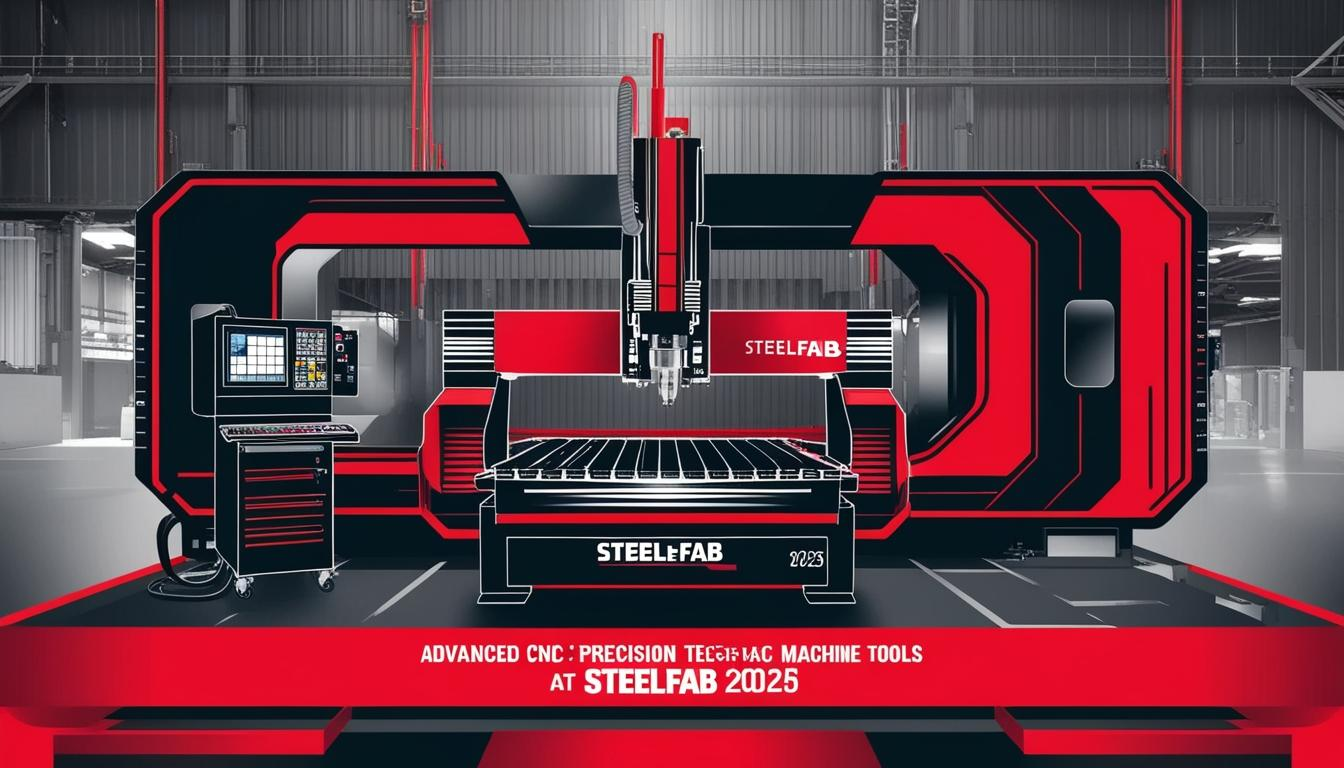 STEELFAB
STEELFAB
ADVANCED CNC : PRECISION MACHINE TOOLS
AT STEELFAB 2025